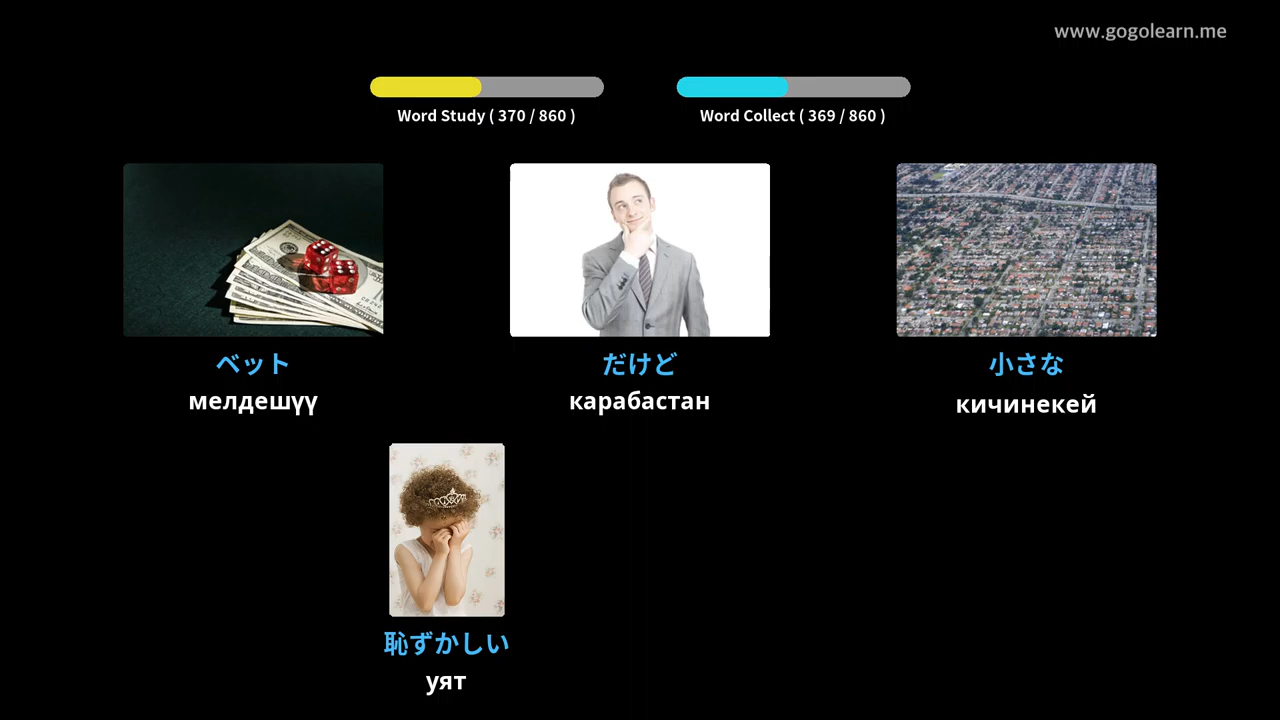 www.gogolearn.me
Word Study ( 370 / 860 )
Word Collect ( 369 / 860 )
ベット
мелдешүү
だけど
карабастан
小さな
кичинекей
恥ずかしい
уят